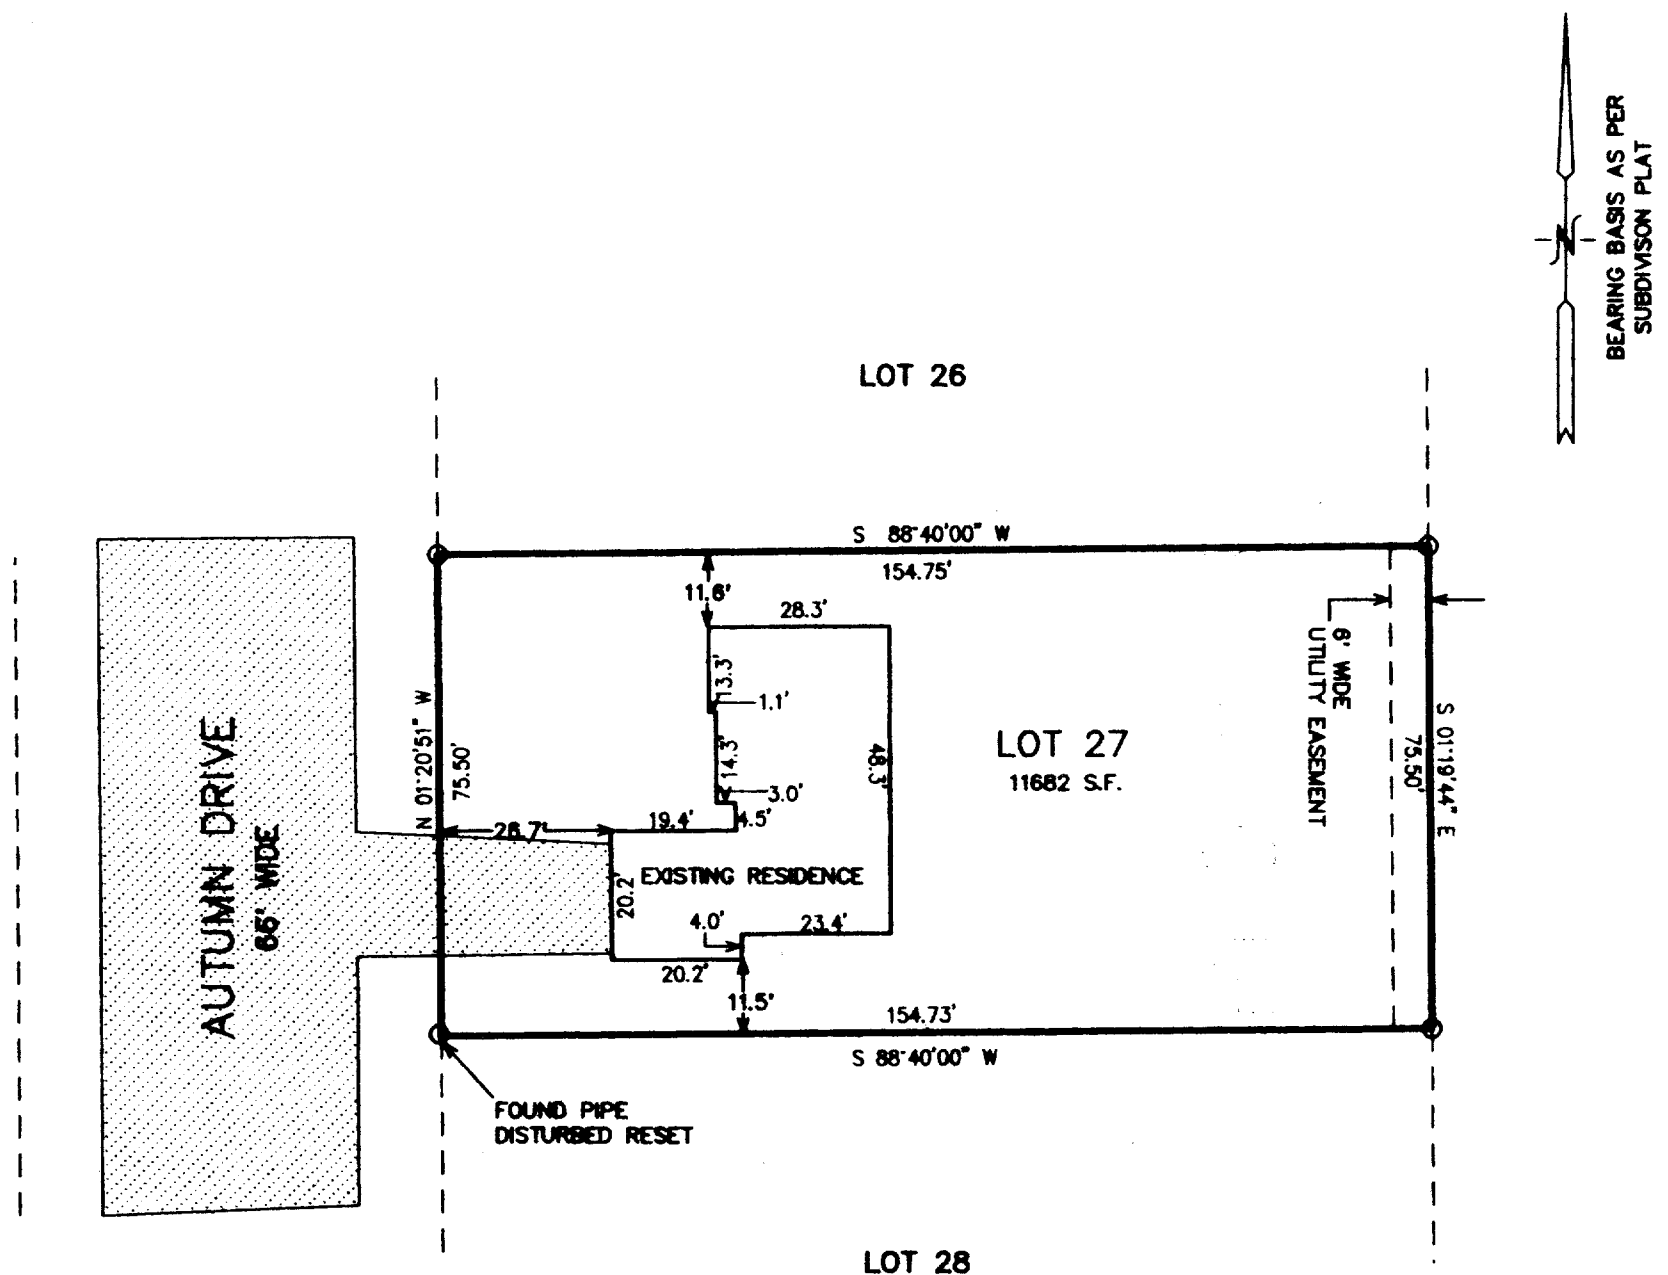 N
BEARING BASIS AS PER
SUBDIVISON PLAT
LOT 26
S 88°40'00" W
154.75'
11.6'
28.3'
6' WIDE
UTILITY EASEMENT
13.3'
1.1'
N 01°20'51" W
75.50'
AUTUMN DRIVE
66' WIDE
14.3'
48.3'
LOT 27
11682 S.F.
S 01°19'44" E
75.50'
3.0'
4.5'
19.4'
26.7'
EXISTING RESIDENCE
20.2'
4.0'
23.4'
20.2'
11.5'
154.73'
S 88°40'00" W
FOUND PIPE
DISTURBED RESET
LOT 28